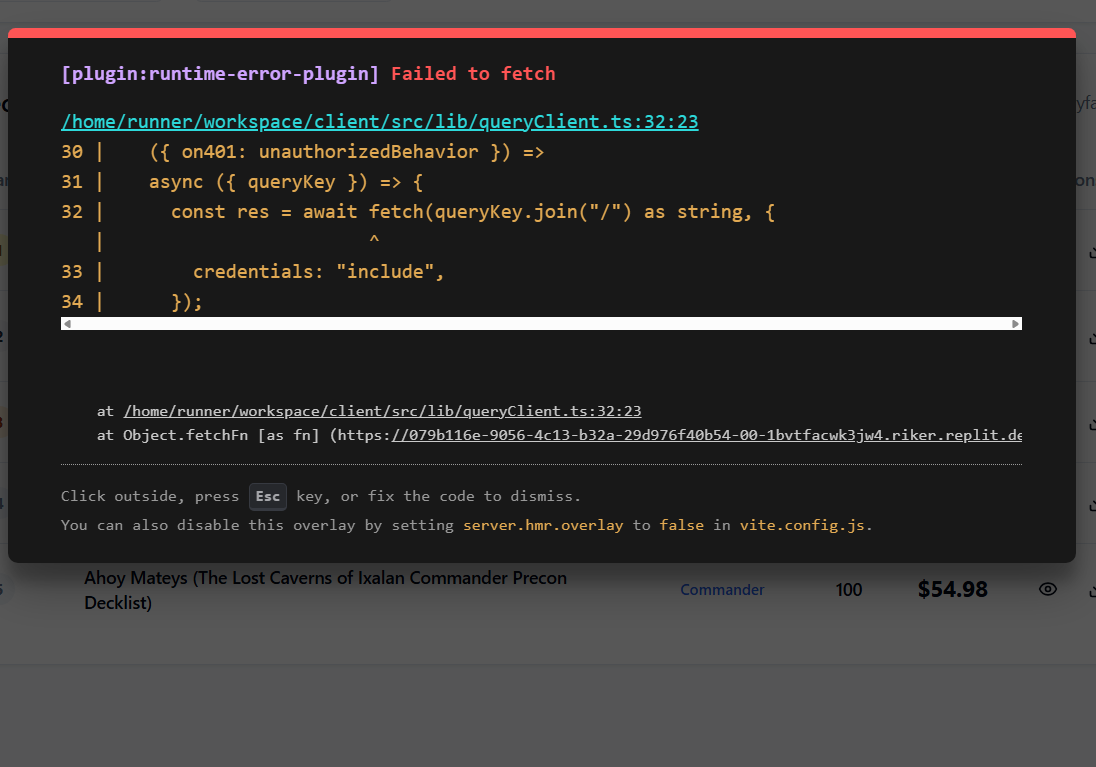 [plugin:runtime-error-plugin] Failed to fetch
/home/runner/workspace/client/src/lib/queryClient.ts:32:23
30 |    ({ on401: unauthorizedBehavior }) =>
31 |    async ({ queryKey }) => {
32 |      const res = await fetch(queryKey.join("/") as string, {
   |                        ^
33 |        credentials: "include",
34 |      });
at /home/runner/workspace/client/src/lib/queryClient.ts:32:23
at Object.fetchFn [as fn] (https://079b116e-9056-4c13-b32a-29d976f40b54-00-1bvtfacwk3jw4.riker.replit.de
Click outside, press Esc key, or fix the code to dismiss.
You can also disable this overlay by setting server.hmr.overlay to false in vite.config.js.
Ahoy Mateys (The Lost Caverns of Ixalan Commander Precon
Decklist)
Commander
100
$54.98